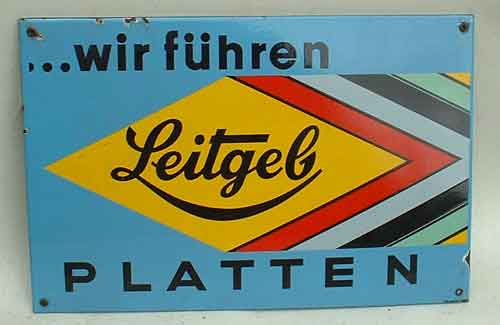 ...wir führen
Leitgeb
PLATTEN